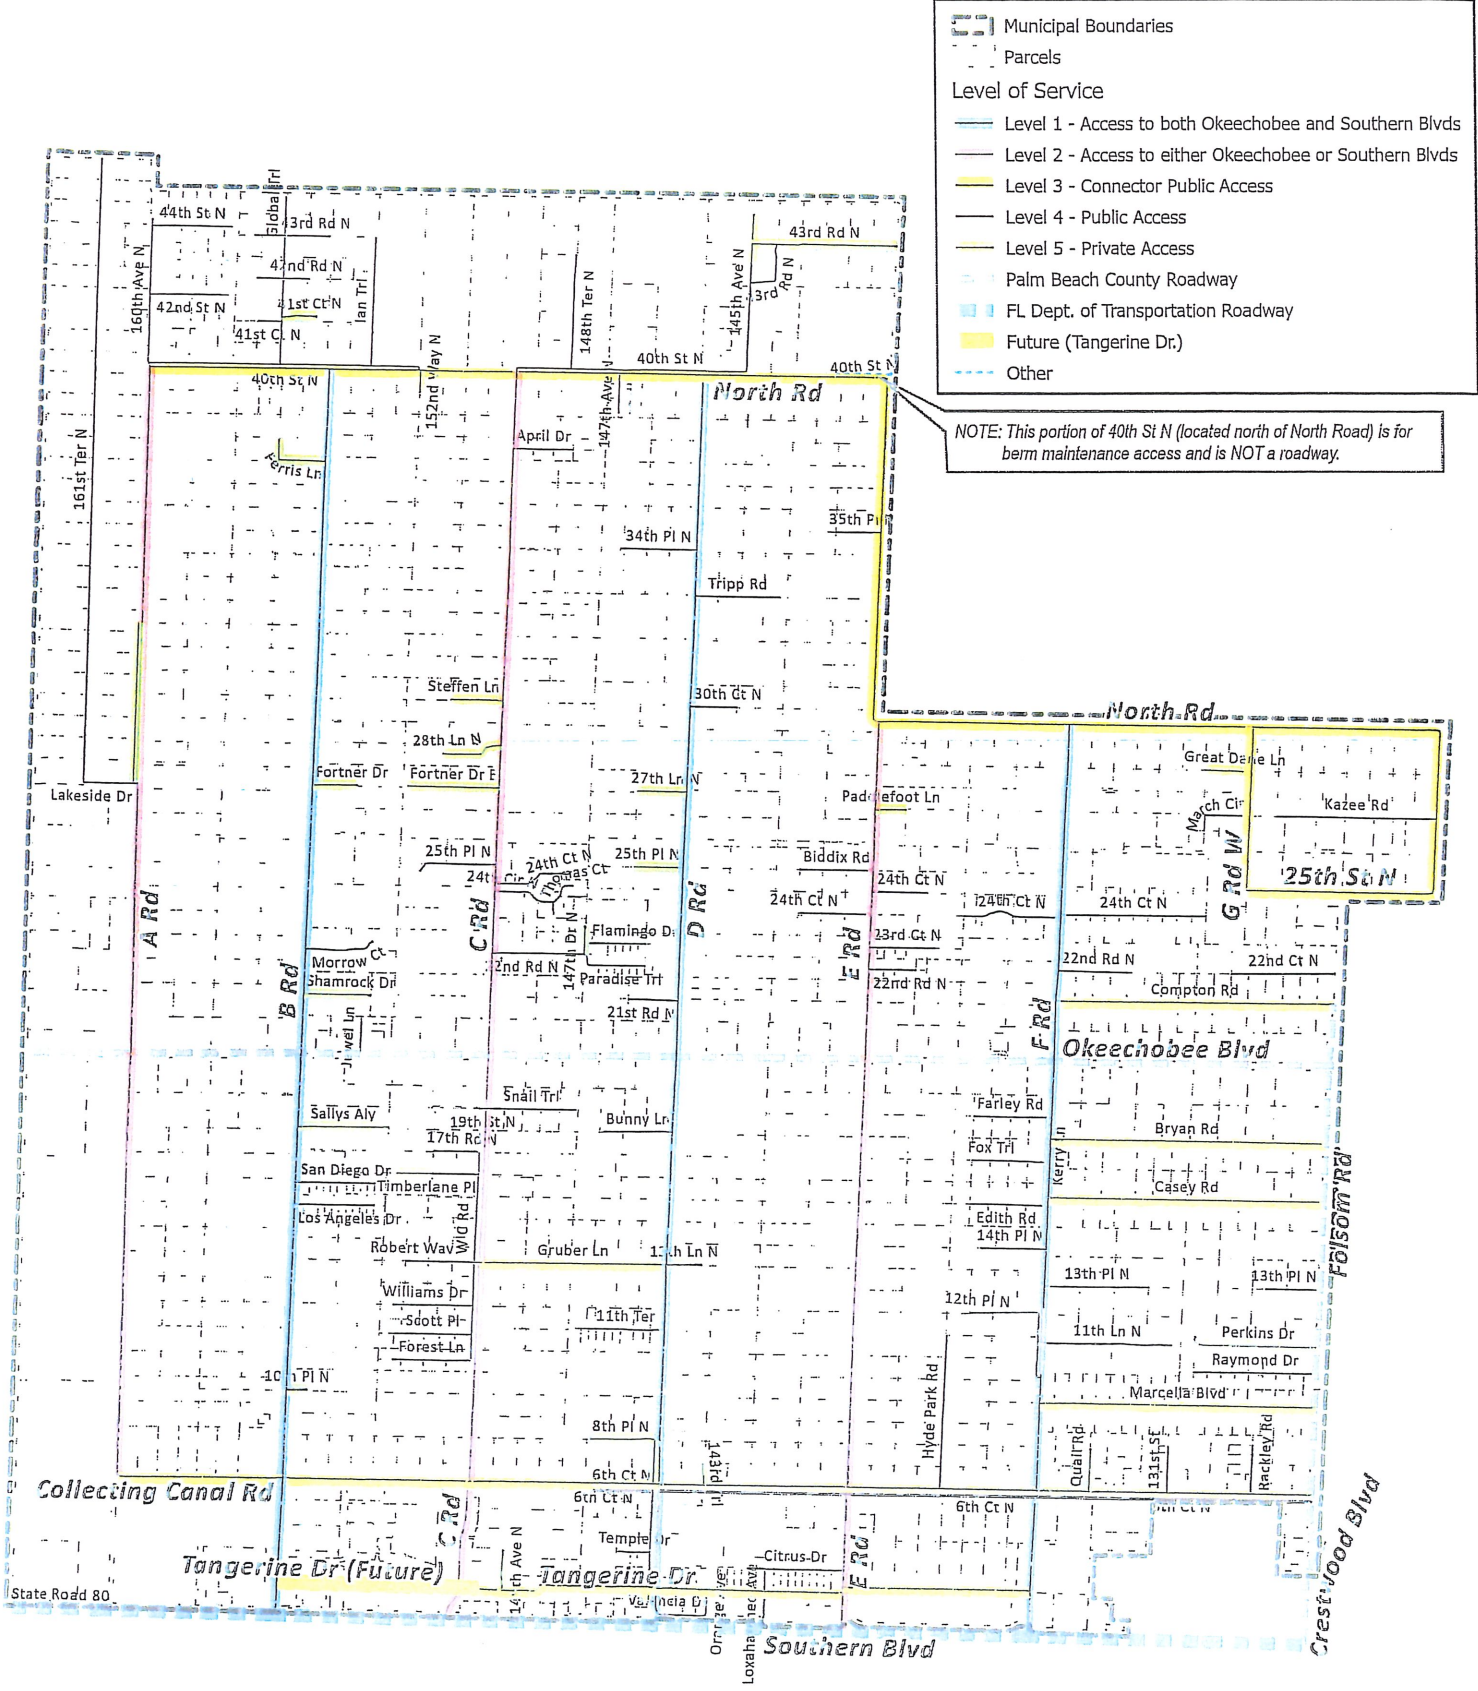 Municipal Boundaries
Parcels
Level of Service
Level 1 - Access to both Okeechobee and Southern Blvds
Level 2 - Access to either Okeechobee or Southern Blvds
Level 3 - Connector Public Access
Level 4 - Public Access
Level 5 - Private Access
Palm Beach County Roadway
FL Dept. of Transportation Roadway
Future (Tangerine Dr.)
Other
NOTE: This portion of 40th St N (located north of North Road) is for
berm maintenance access and is NOT a roadway.
44th St N
43rd Rd N
43rd Rd N
Rd N
160th Ave N
42nd St N
41st Ct N
Ian Trl
148th Ter N
145th Ave N
40th St N
40th St N
40th St N
North Rd
152nd Way N
147th Ave
161st Ter N
April Dr
Ferris Ln
35th Pl
34th Pl N
Tripp Rd
Steffen Ln
30th Ct N
North Rd
28th Ln N
Great Dane Ln
Fortner Dr
Fortner Dr E
27th Ln N
Paddlefoot Ln
Lakeside Dr
March Cir
Kazee Rd
25th Pl N
24th Ct N
25th Pl N
Biddix Rd
Thomas Ct
24th Ct N
24th Ct N
24th Ct N
24th Ct N
25th St N
G Rd W
A Rd
C Rd
D Rd
E Rd
23rd Ct N
Flamingo D
147th Dr N
22nd Rd N
22nd Ct N
Morrow Ct
Shamrock Dr
2nd Rd N
Paradise Trl
22nd Rd N
Compton Rd
B Rd
21st Rd N
F Rd
Jewel Ln
Okeechobee Blvd
Snail Trl
Sallys Aly
19th St N
Bunny Ln
Farley Rd
17th Rd N
Bryan Rd
Fox Trl
Kerry Ln
San Diego Dr
Timberlane Pl
Casey Rd
Folsom Rd
Los Angeles Dr
Edith Rd
14th Pl N
Robert Way
Gruber Ln
Williams Dr
13th Pl N
13th Pl N
Scott Pl
11th Ter
12th Pl N
Forest Ln
11th Ln N
Perkins Dr
Raymond Dr
Marcella Blvd
Hyde Park Rd
8th Pl N
Quail Rd
131st St
Rackley Rd
6th Ct N
Collecting Canal Rd
6th Ct N
6th Ct N
C Rd
Temple Dr
Citrus Dr
E Rd
Tangerine Dr (Future)
Tangerine Dr
State Road 80
Southern Blvd
Crestwood Blvd